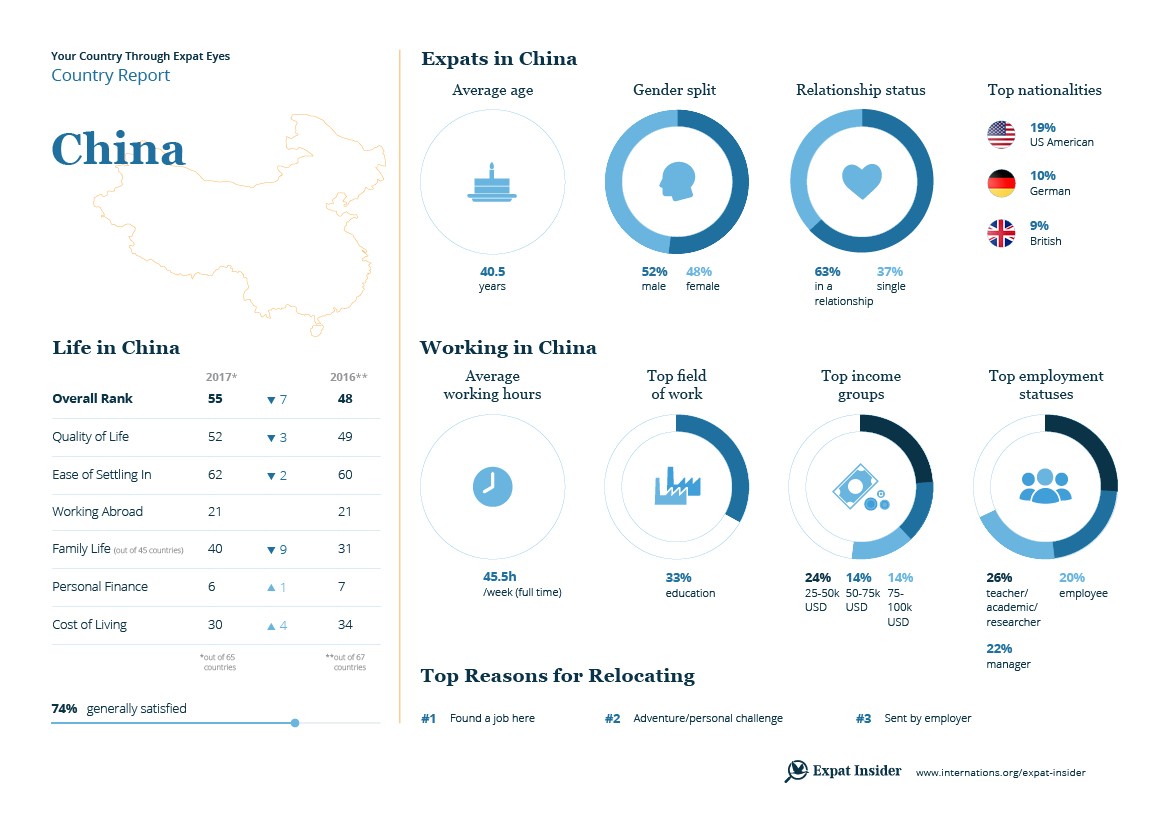 Your Country Through Expat Eyes
Country Report
China
Life in China
2017* 2016**
Overall Rank 55 ▼ 7 48
Quality of Life 52 ▼ 3 49
Ease of Settling In 62 ▼ 2 60
Working Abroad 21 21
Family Life (out of 45 countries) 40 ▼ 9 31
Personal Finance 6 ▲ 1 7
Cost of Living 30 ▲ 4 34
*out of 65 **out of 67
countries countries
74% generally satisfied
Expats in China
Average age
40.5
years
Gender split
52% 48%
male female
Relationship status
63% 37%
in a single
relationship
Top nationalities
19%
US American
10%
German
9%
British
Working in China
Average
working hours
45.5h
/week (full time)
Top field
of work
33%
education
Top income
groups
24% 14% 14%
25-50k 50-75k 75-
USD USD 100k
USD
Top employment
statuses
26% 20%
teacher/ employee
academic/
researcher
22%
manager
Top Reasons for Relocating
#1 Found a job here #2 Adventure/personal challenge #3 Sent by employer
Expat Insider www.internations.org/expat-insider